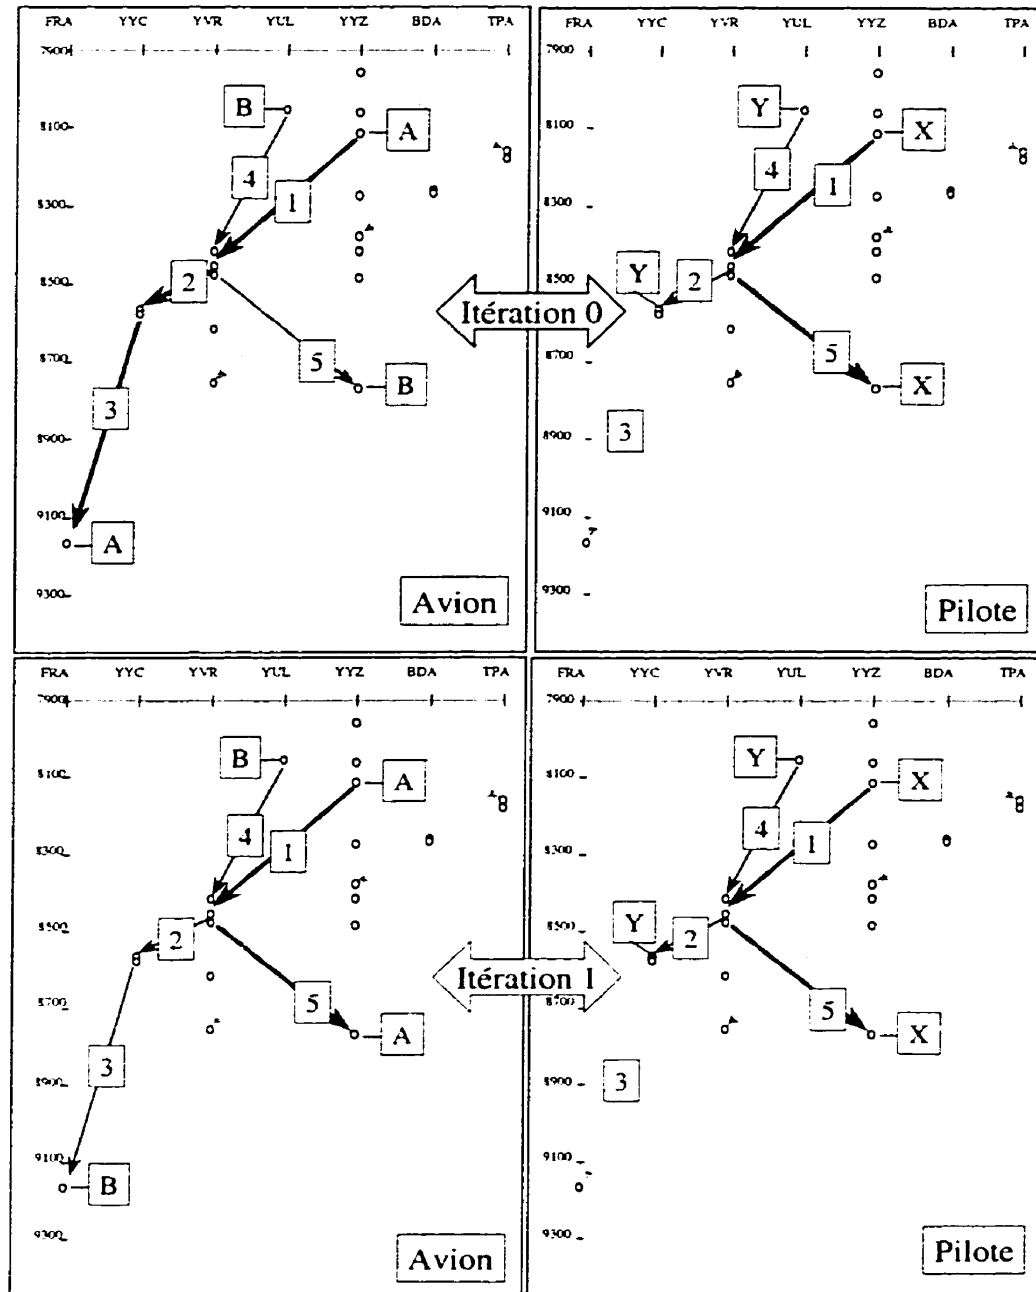 FRA YYC YVR YUL YYZ BDA TPA
7900
B
A
8100
4
1
8300
2
8500
5
8700
B
3
8900
9100
A
9300
Avion
FRA YYC YVR YUL YYZ BDA TPA
7900
Y
X
8100
4
1
8300
Y
2
8500
5
8700
X
3
8900
9100
9300
Pilote
Itération 0
FRA YYC YVR YUL YYZ BDA TPA
7900
B
A
8100
4
1
8300
2
8500
5
8700
A
3
8900
9100
B
9300
Avion
FRA YYC YVR YUL YYZ BDA TPA
7900
Y
X
8100
4
1
8300
Y
2
8500
5
8700
X
3
8900
9100
9300
Pilote
Itération 1